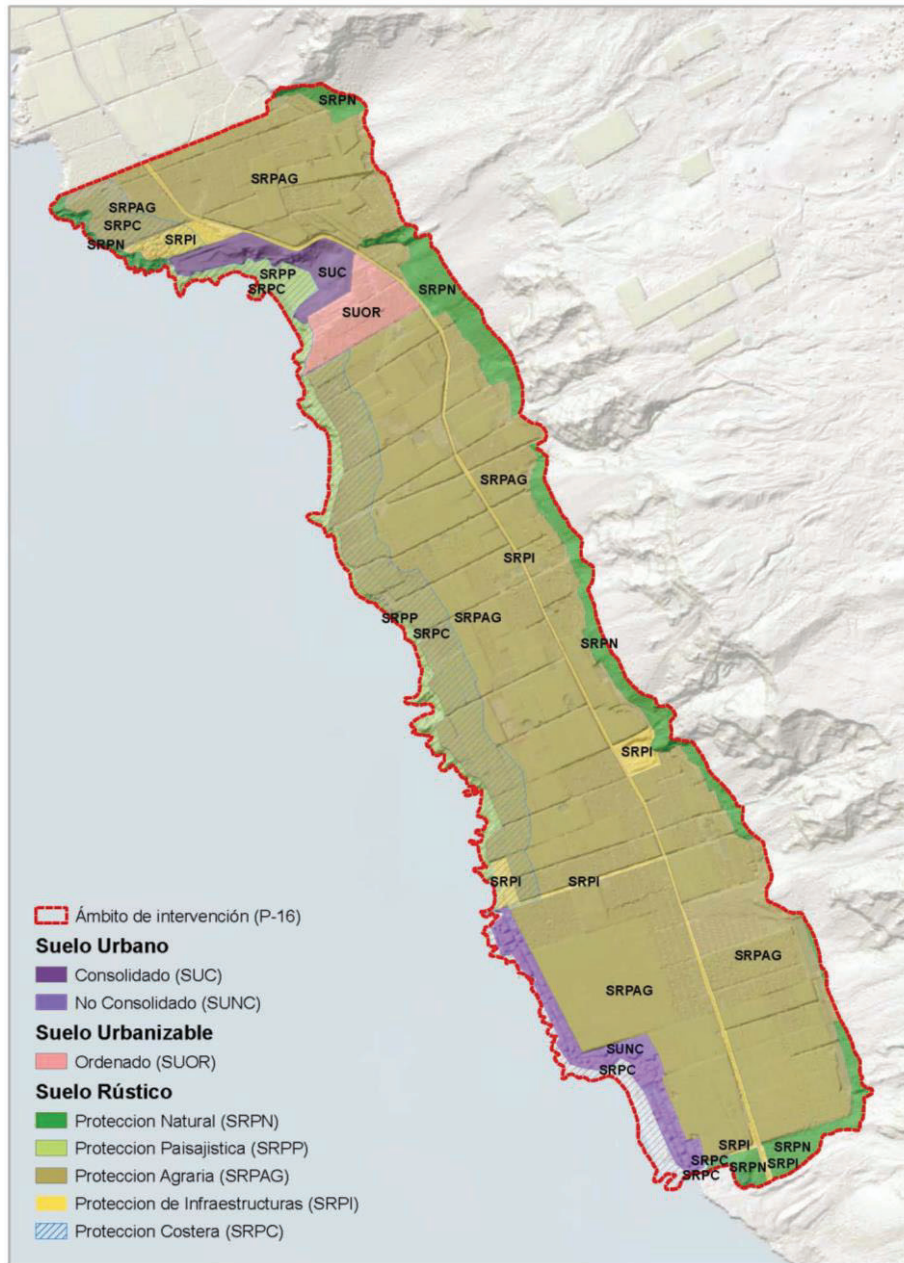 SRPN
SRPAG
SRPAG
SRPC
SRPN
SRPI
SRPP
SUC
SRPC
SRPN
SUOR
SRPAG
SRPI
SRPP
SRPAG
SRPC
SRPN
SRPI
SRPI
SRPI
SRPAG
SRPAG
SUNC
SRPC
SRPI
SRPN
SRPC
SRPN
SRPI
SRPC
Ámbito de intervención (P-16)
Suelo Urbano
Consolidado (SUC)
No Consolidado (SUNC)
Suelo Urbanizable
Ordenado (SUOR)
Suelo Rústico
Proteccion Natural (SRPN)
Proteccion Paisajistica (SRPP)
Proteccion Agraria (SRPAG)
Proteccion de Infraestructuras (SRPI)
Proteccion Costera (SRPC)